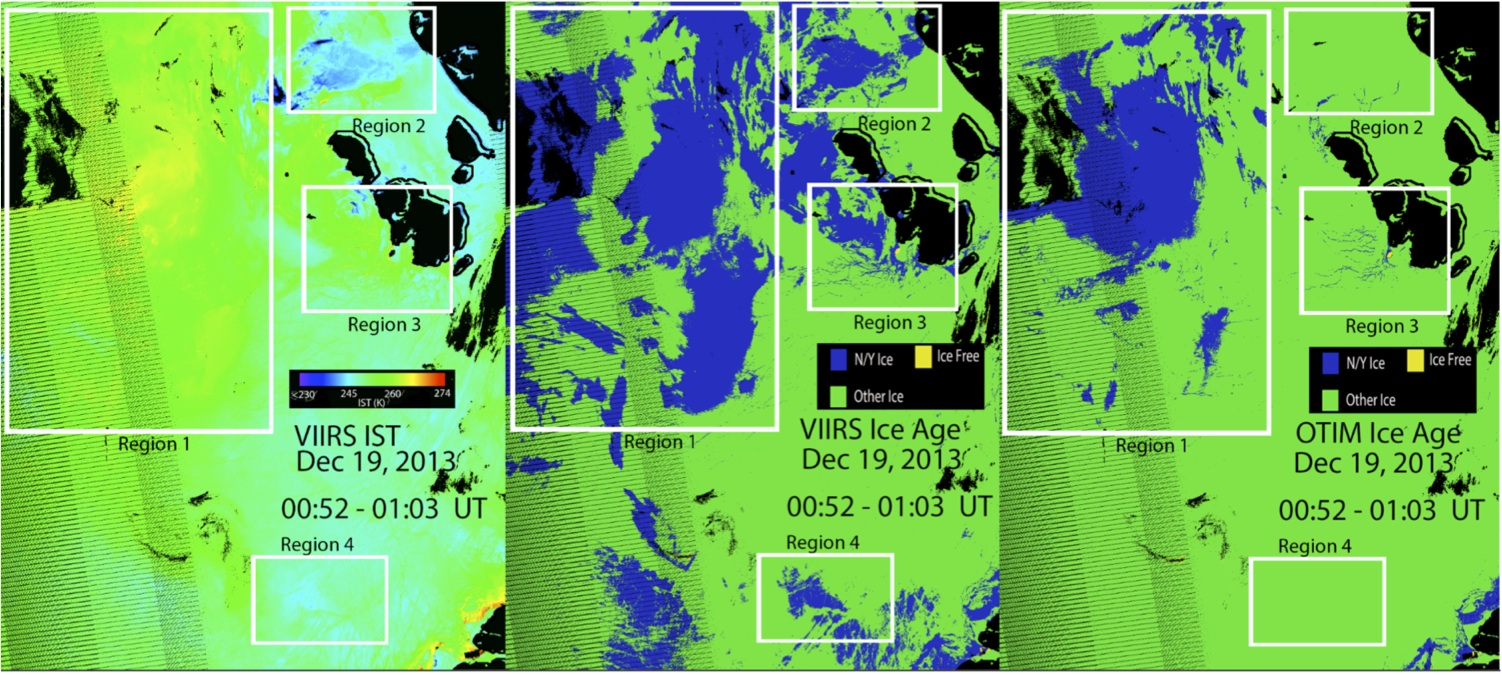 Region 2
Region 3
<230 245 260 274
IST (K)
Region 1
VIIRS IST
Dec 19, 2013
00:52 - 01:03 UT
Region 4
Region 2
Region 3
N/Y Ice
Ice Free
Other Ice
Region 1
VIIRS Ice Age
Dec 19, 2013
00:52 - 01:03 UT
Region 4
Region 2
Region 3
N/Y Ice
Ice Free
Other Ice
Region 1
OTIM Ice Age
Dec 19, 2013
00:52 - 01:03 UT
Region 4